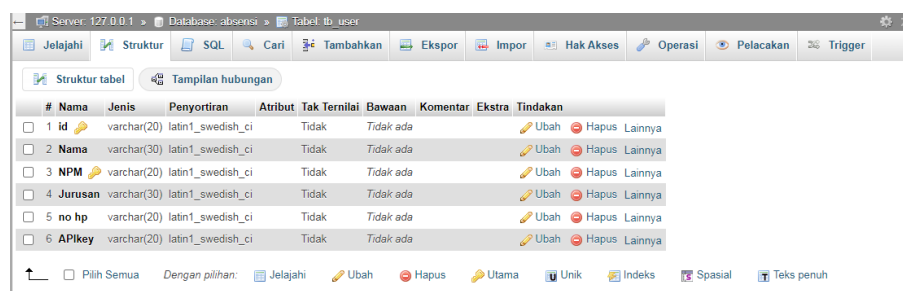 Server: 127.0.0.1 » Database: absensi » Tabel: tb_user
Jelajahi Struktur SQL Cari Tambahkan Ekspor Impor Hak Akses Operasi Pelacakan Trigger
Struktur tabel Tampilan hubungan
# Nama Jenis Penyortiran Atribut Tak Ternilai Bawaan Komentar Ekstra Tindakan
1 id varchar(20) latin1_swedish_ci Tidak Tidak ada Ubah Hapus Lainnya
2 Nama varchar(30) latin1_swedish_ci Tidak Tidak ada Ubah Hapus Lainnya
3 NPM varchar(20) latin1_swedish_ci Tidak Tidak ada Ubah Hapus Lainnya
4 Jurusan varchar(30) latin1_swedish_ci Tidak Tidak ada Ubah Hapus Lainnya
5 no hp varchar(20) latin1_swedish_ci Tidak Tidak ada Ubah Hapus Lainnya
6 APIkey varchar(20) latin1_swedish_ci Tidak Tidak ada Ubah Hapus Lainnya
Pilih Semua Dengan pilihan: Jelajahi Ubah Hapus Utama Unik Indeks Spasial Teks penuh